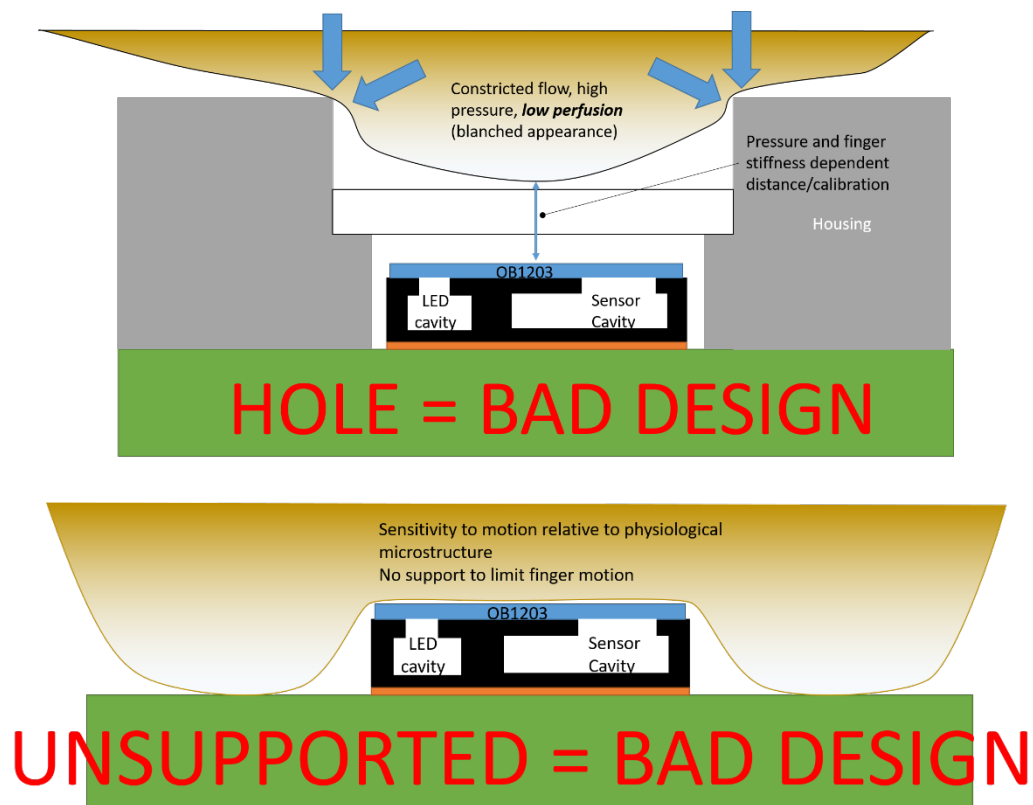 Constricted flow, high
pressure, low perfusion
(blanched appearance)
Pressure and finger
stiffness dependent
distance/calibration
Housing
OB1203
LED
cavity
Sensor
Cavity
HOLE = BAD DESIGN
Sensitivity to motion relative to physiological
microstructure
No support to limit finger motion
OB1203
LED
cavity
Sensor
Cavity
UNSUPPORTED = BAD DESIGN